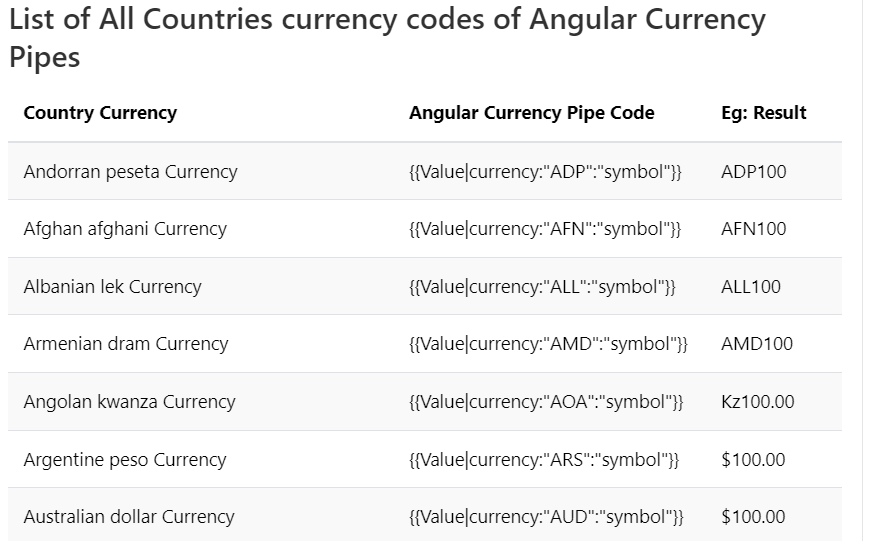 List of All Countries currency codes of Angular Currency
Pipes
Country Currency Angular Currency Pipe Code Eg: Result
Andorran peseta Currency {{Value|currency:"ADP":"symbol"}} ADP100
Afghan afghani Currency {{Value|currency:"AFN":"symbol"}} AFN100
Albanian lek Currency {{Value|currency:"ALL":"symbol"}} ALL100
Armenian dram Currency {{Value|currency:"AMD":"symbol"}} AMD100
Angolan kwanza Currency {{Value|currency:"AOA":"symbol"}} Kz100.00
Argentine peso Currency {{Value|currency:"ARS":"symbol"}} $100.00
Australian dollar Currency {{Value|currency:"AUD":"symbol"}} $100.00